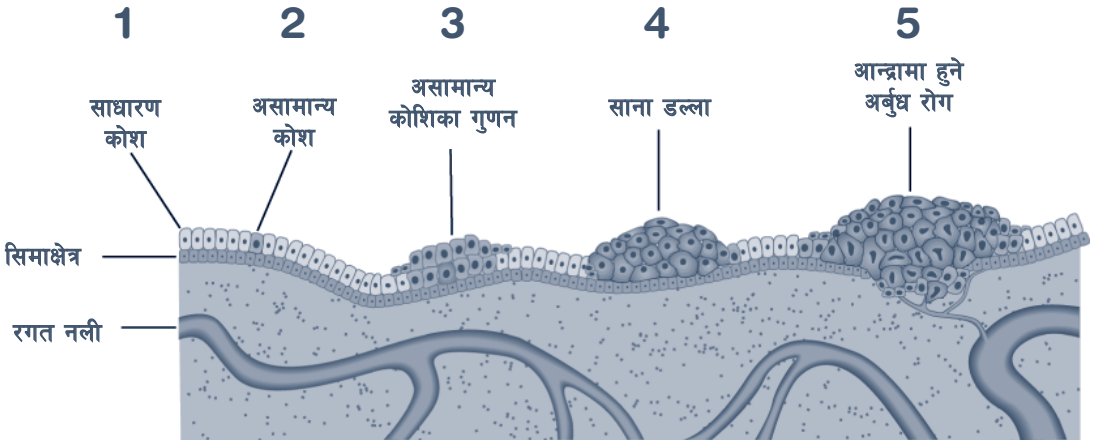 1
2
3
4
5
साधारण
कोश
असामान्य
कोश
असामान्य
कोशिका गुणन
साना डल्ला
आन्द्रामा हुने
अर्बुध रोग
सिमाक्षेत्र
रगत नली